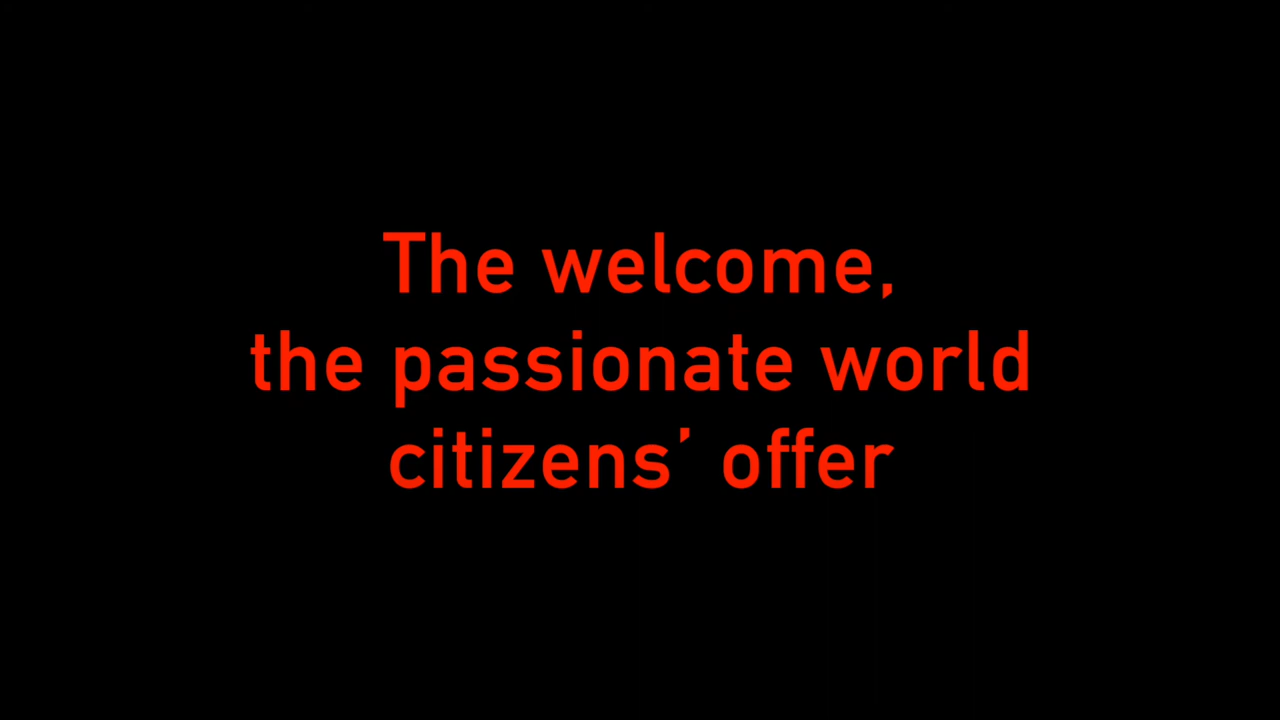 The welcome,
the passionate world
citizens’ offer